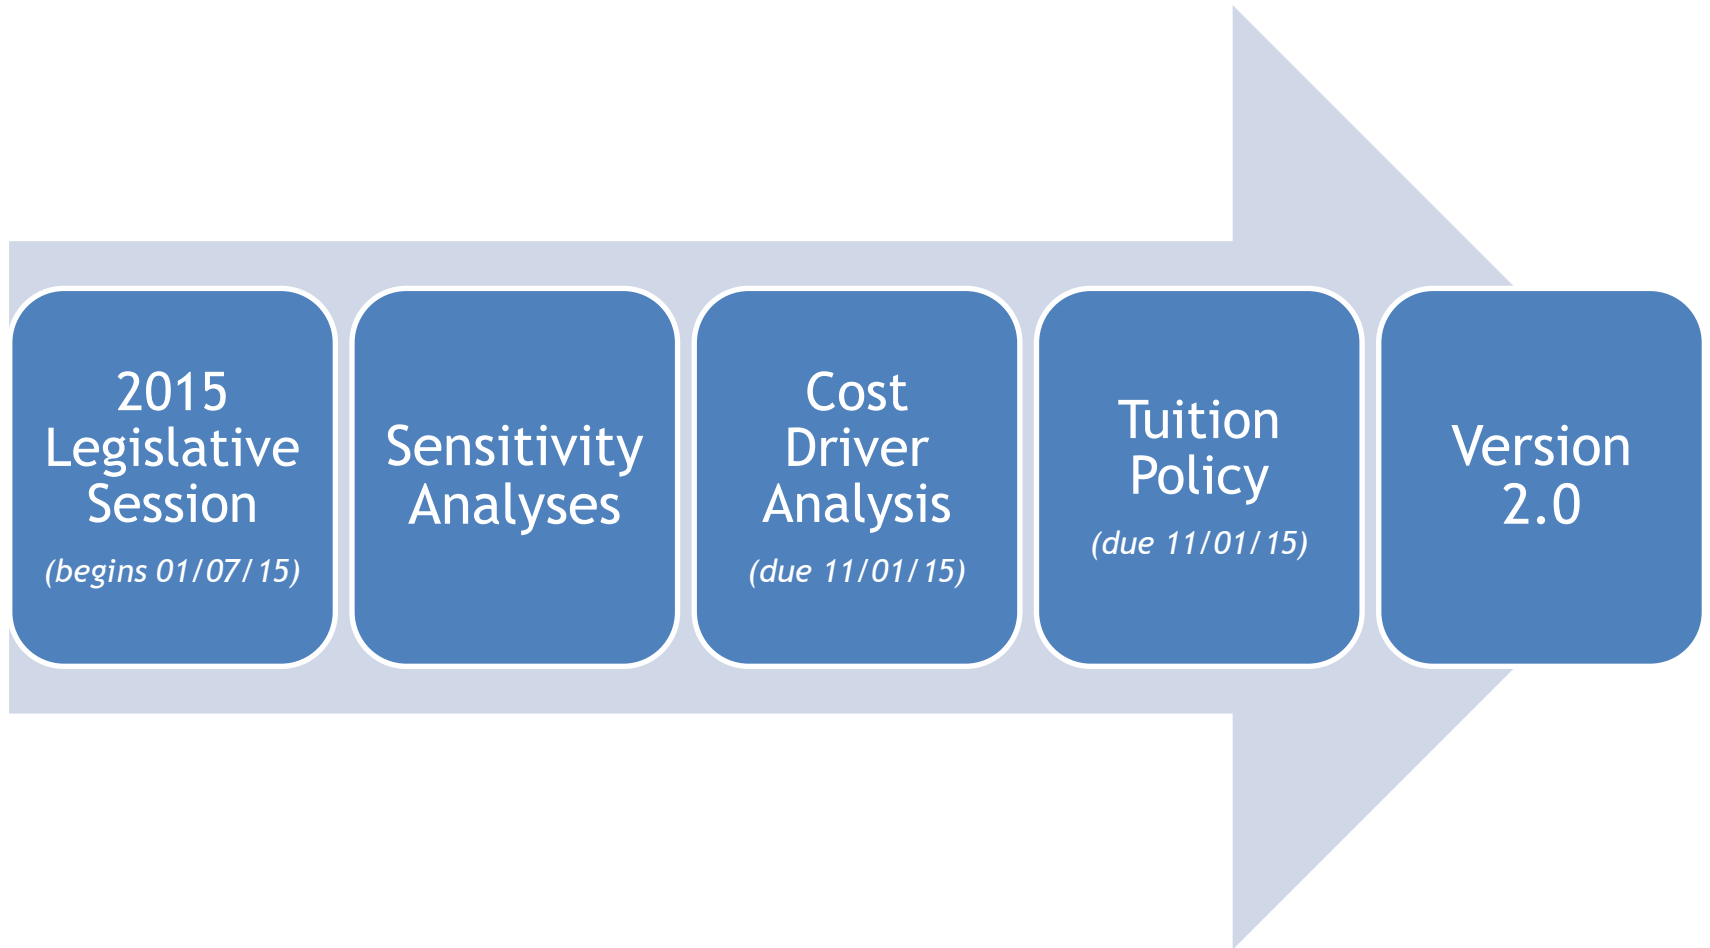 2015
Legislative
Session
(begins 01/07/15)
Sensitivity
Analyses
Cost
Driver
Analysis
(due 11/01/15)
Tuition
Policy
(due 11/01/15)
Version
2.0